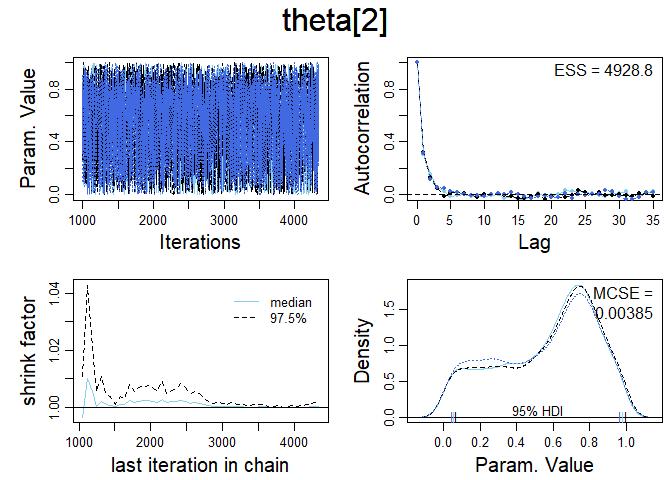 theta[2]
Param. Value
0.0 0.4 0.8
1000 2000 3000 4000
Iterations
Autocorrelation
0.0 0.4 0.8
ESS = 4928.8
0 5 10 15 20 25 30 35
Lag
shrink factor
1.00 1.02 1.04
median
97.5%
1000 2000 3000 4000
last iteration in chain
Density
0.0 0.5 1.0 1.5
MCSE =
0.00385
95% HDI
0.0 0.2 0.4 0.6 0.8 1.0
Param. Value